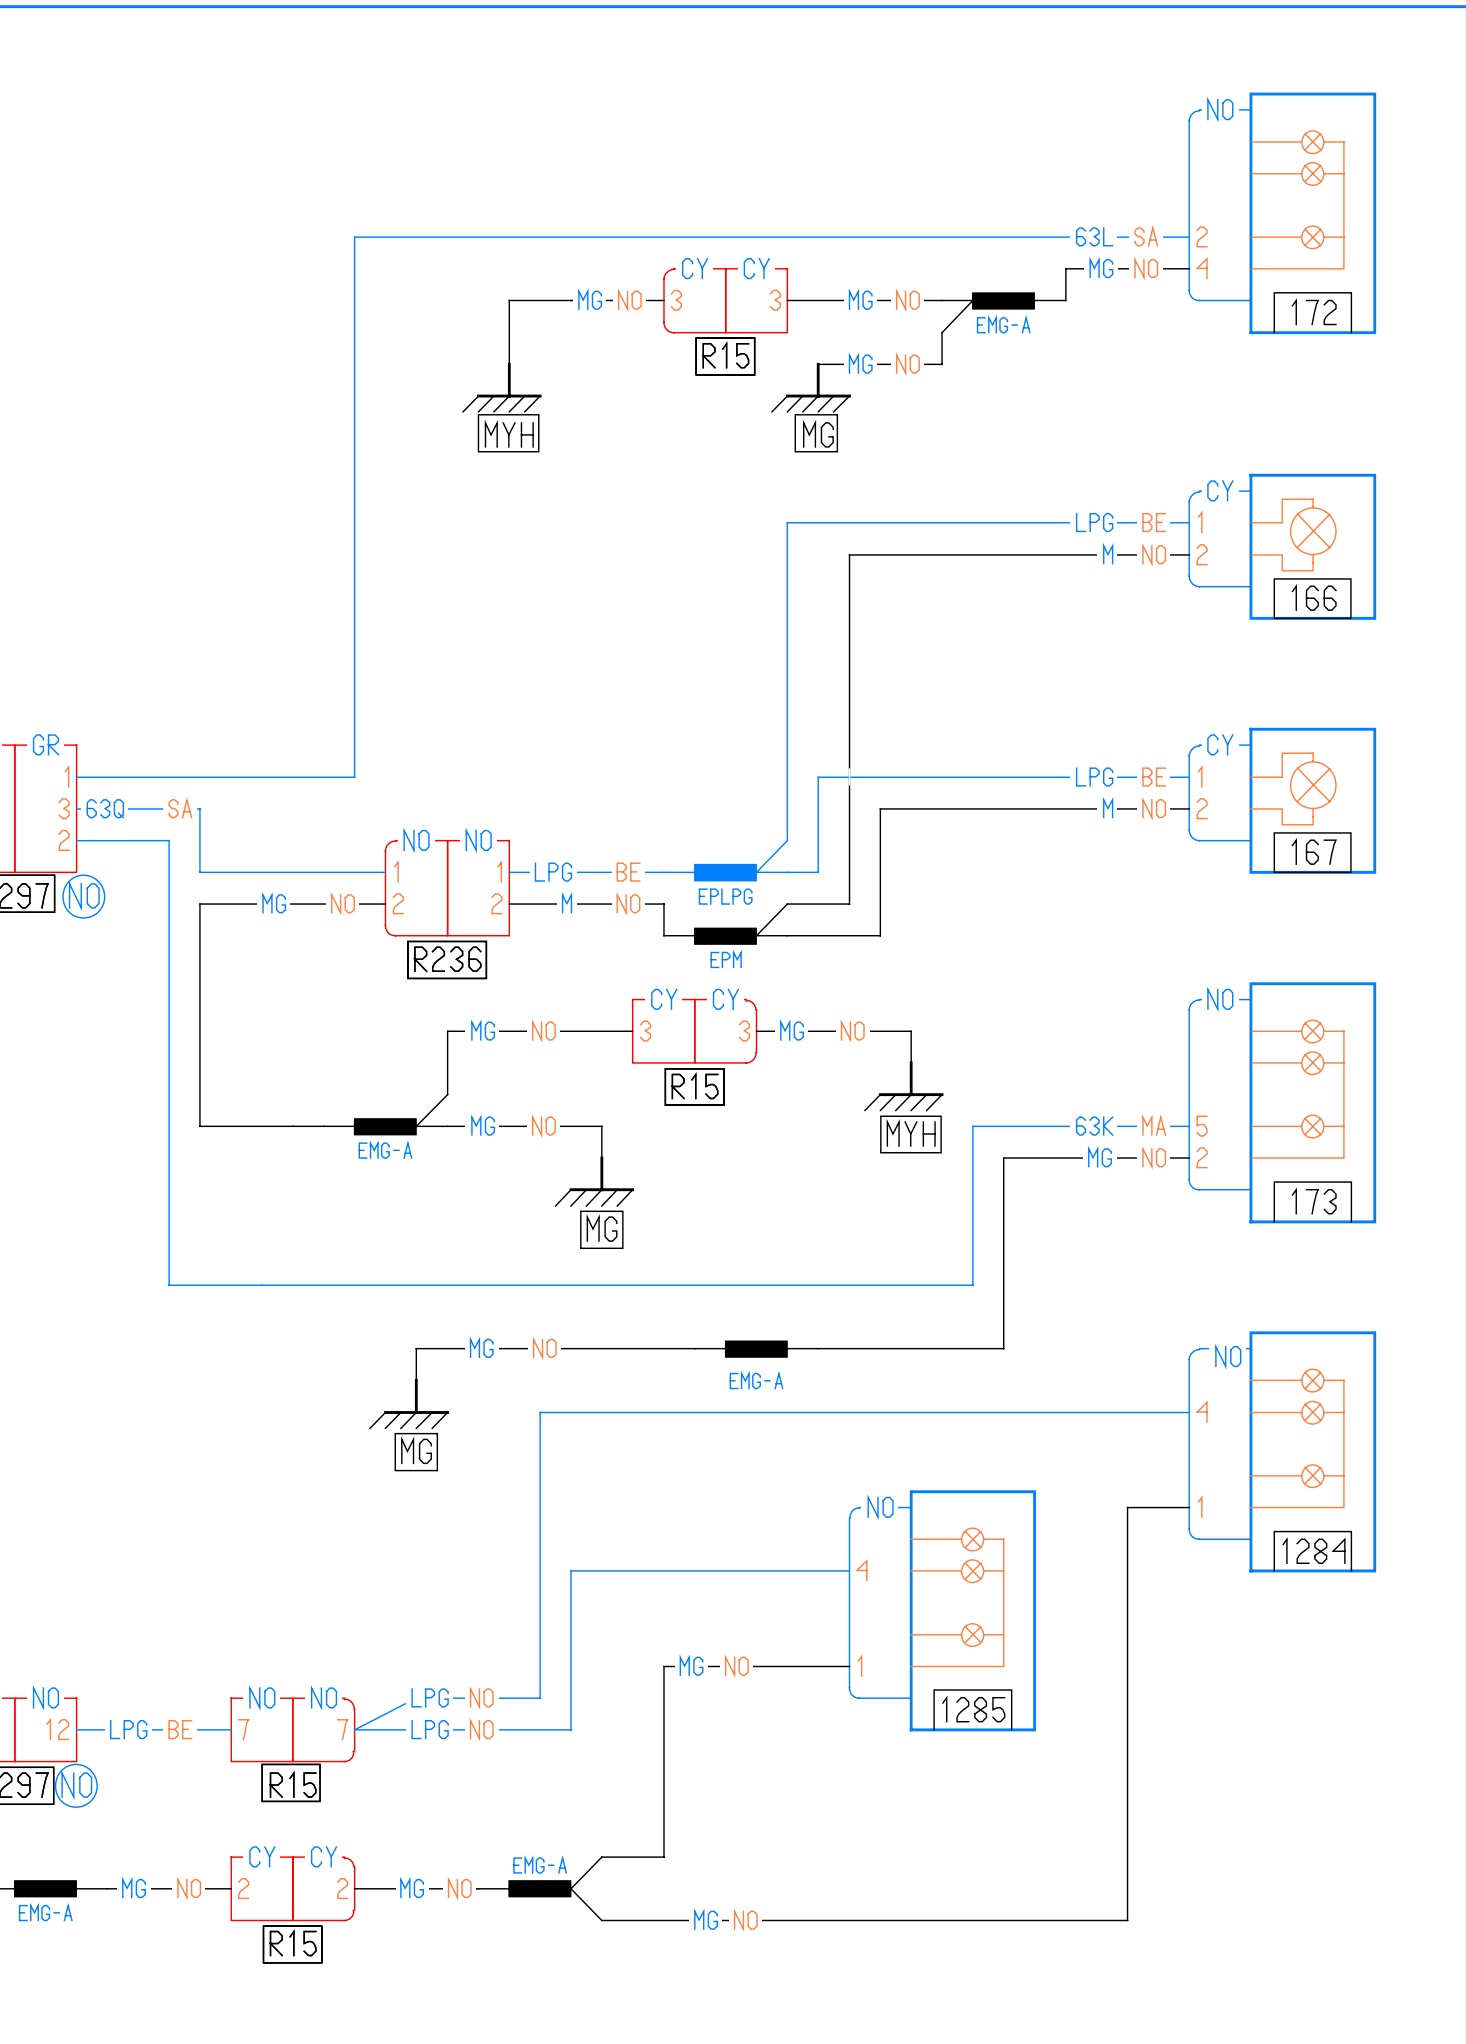 NO
63L SA 2
CY CY MG NO 4
MG NO 3 3 MG NO
EMG-A 172
R15
MG NO
MYH MG
CY
LPG BE 1
M NO 2
166
GR CY
1 LPG BE 1
3 63Q SA M NO 2
2 NO NO
167
1 1 LPG BE
297 NO EPLPG
MG NO 2 2 M NO
R236 EPM
CY CY NO
MG NO 3 3 MG NO
R15
MG NO MYH 63K MA 5
EMG-A MG NO 2
173
MG
MG NO NO
EMG-A
4
MG
NO 1
1284
4
MG NO 1
NO NO NO LPG NO 1285
12 LPG BE 7 7 LPG NO
297 NO R15
CY CY EMG-A
MG NO 2 2 MG NO
EMG-A MG-NO
R15